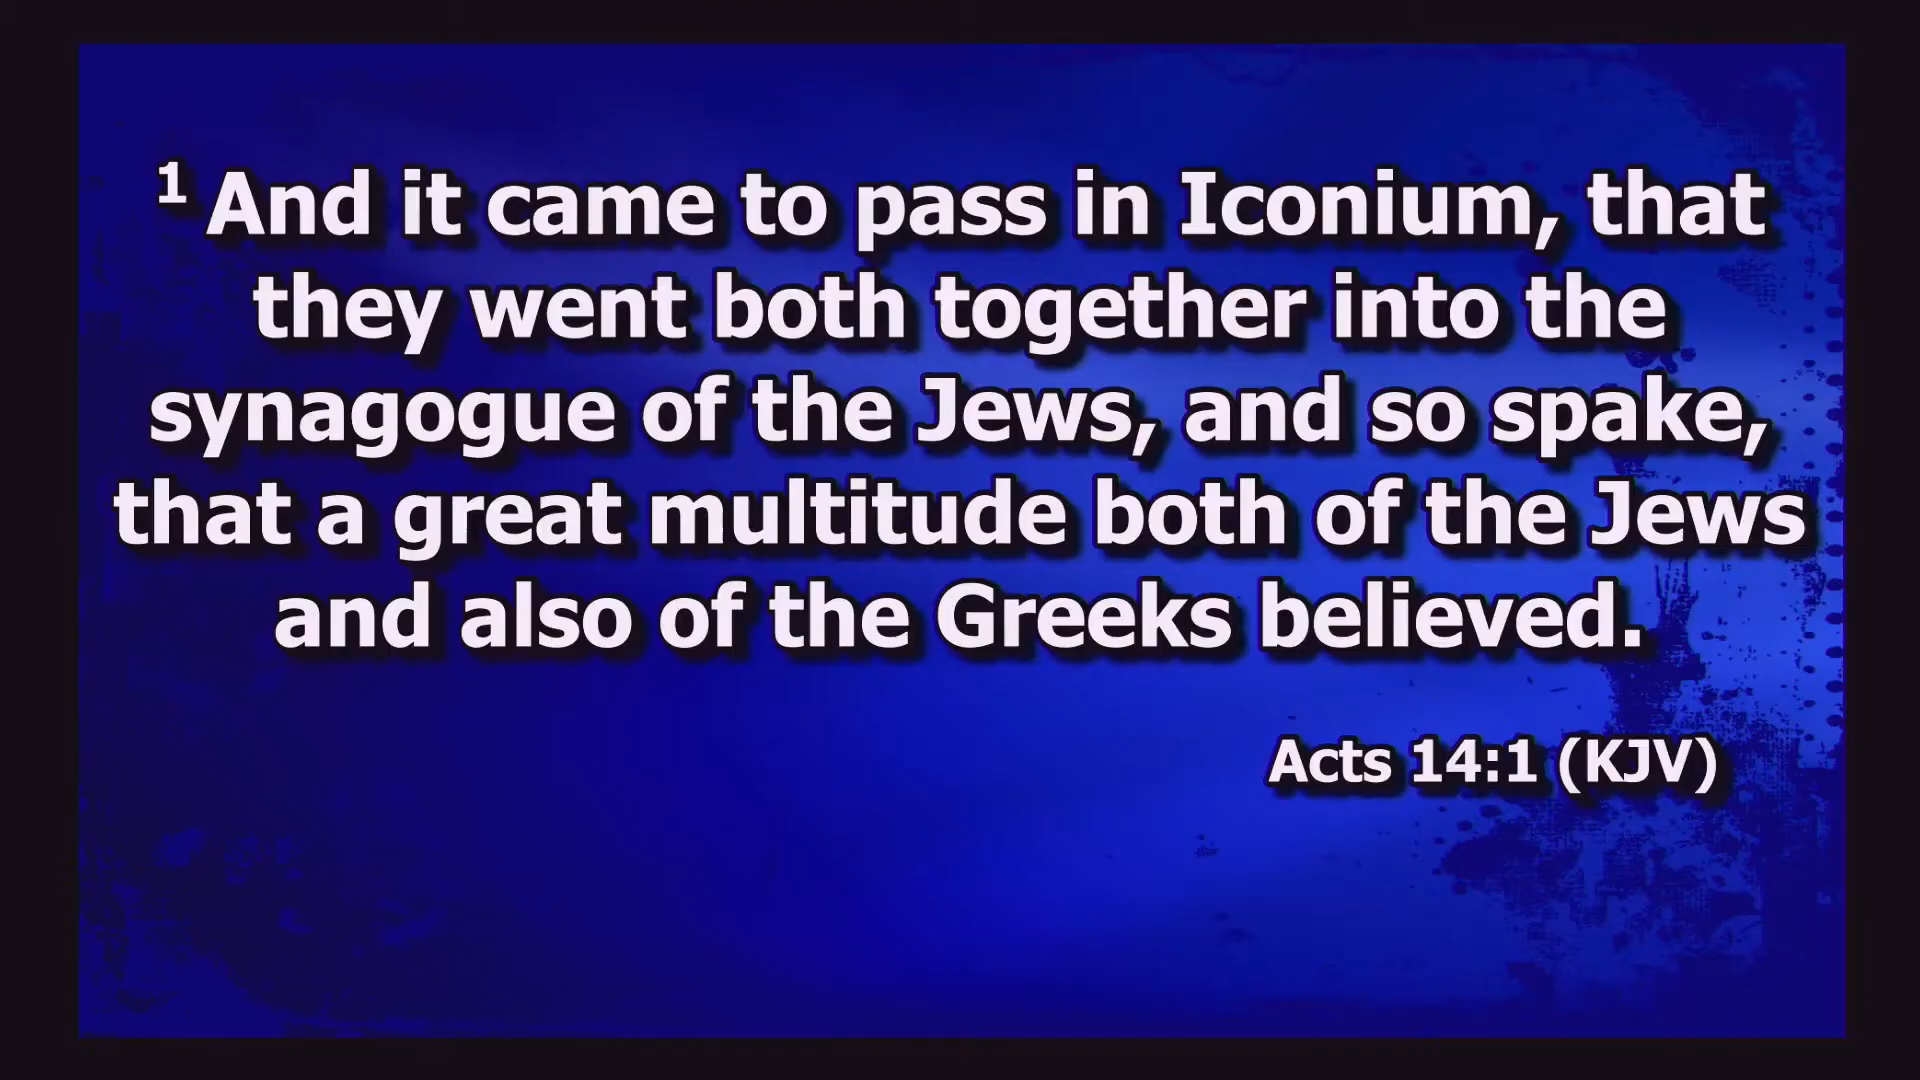 1 And it came to pass in Iconium, that
they went both together into the
synagogue of the Jews, and so spake,
that a great multitude both of the Jews
and also of the Greeks believed.
Acts 14:1 (KJV)